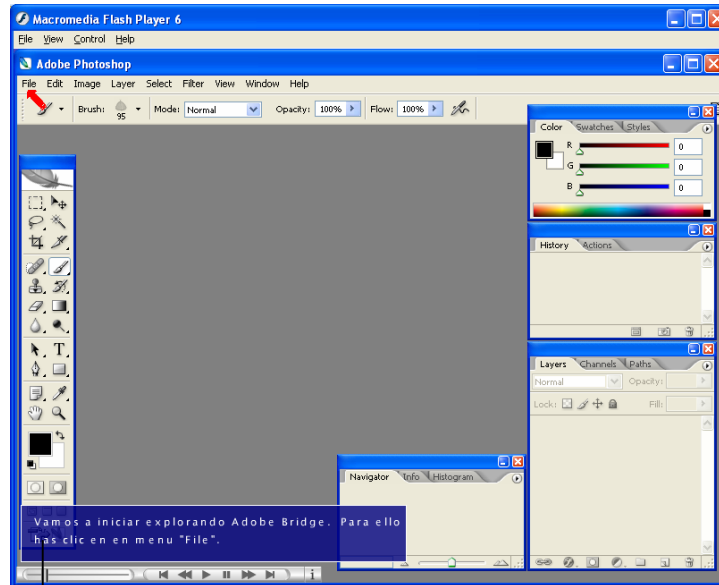 Macromedia Flash Player 6
File View Control Help
Adobe Photoshop
File Edit Image Layer Select Filter View Window Help
Brush: 95 Mode: Normal Opacity: 100% Flow: 100%
Color Swatches Styles
R 0
G 0
B 0
History Actions
Layers Channels Paths
Normal Opacity:
Lock: Fill:
Navigator Info Histogram
Vamos a iniciar explorando Adobe Bridge. Para ello
has clic en en menu "File".